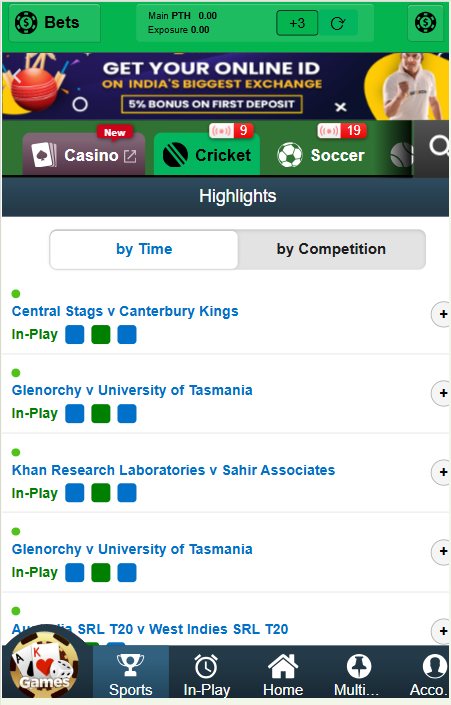 Bets
Main PTH 0.00
Exposure 0.00
+3
GET YOUR ONLINE ID
ON INDIA'S BIGGEST EXCHANGE
5% BONUS ON FIRST DEPOSIT
New
9
19
Casino
Cricket
Soccer
Highlights
by Time
by Competition
Central Stags v Canterbury Kings
In-Play
+
Glenorchy v University of Tasmania
In-Play
+
Khan Research Laboratories v Sahir Associates
In-Play
+
Glenorchy v University of Tasmania
In-Play
+
SRL T20 v West Indies SRL T20
+
A K
Games
Sports
In-Play
Home
Multi...
Acco...